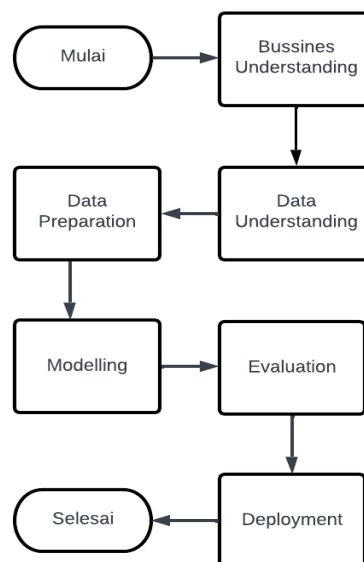 Mulai
Bussines
Understanding
Data
Understanding
Data
Preparation
Modelling
Evaluation
Deployment
Selesai